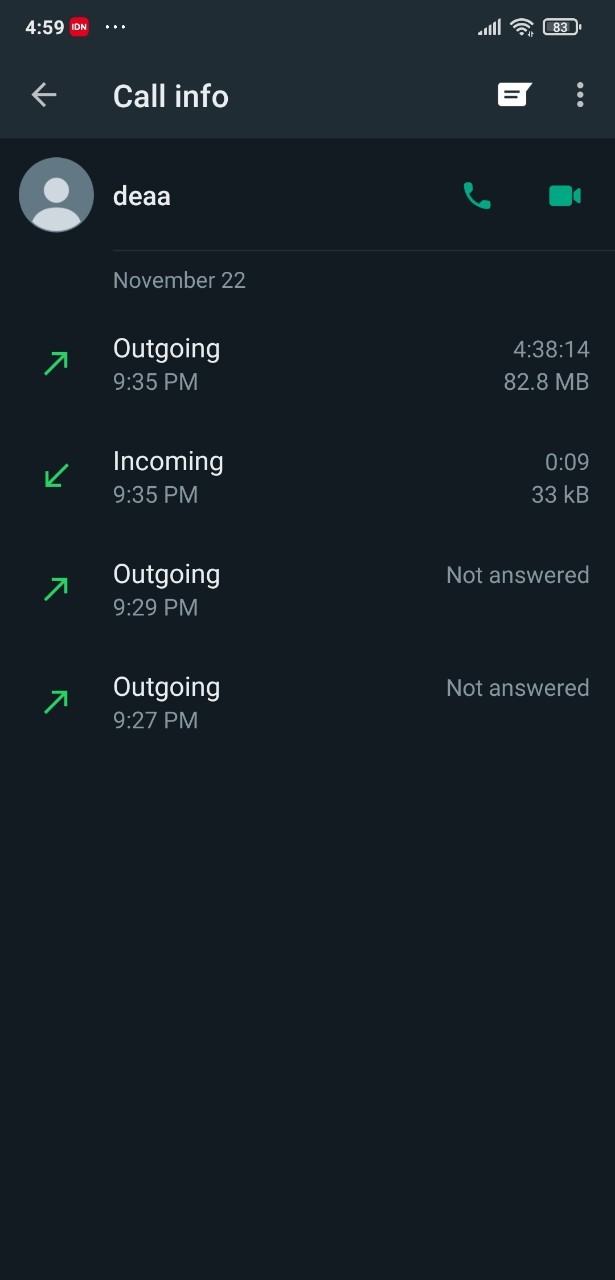 4:59 IDN ... 83
Call info
deaa
November 22
Outgoing 4:38:14
9:35 PM 82.8 MB
Incoming 0:09
9:35 PM 33 kB
Outgoing Not answered
9:29 PM
Outgoing Not answered
9:27 PM